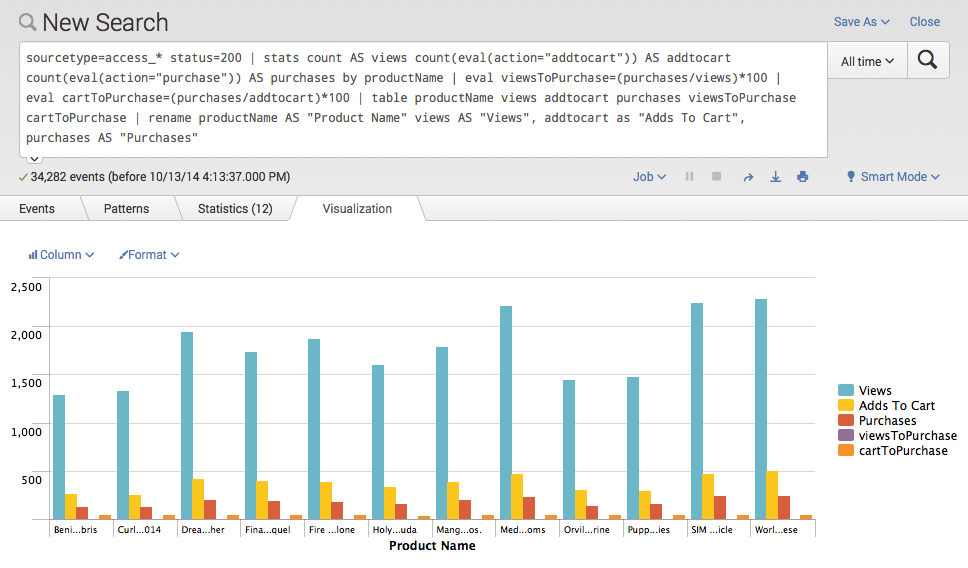 New Search
Save As
Close
sourcetype=access_* status=200 | stats count AS views count(eval(action="addtocart")) AS addtocart
count(eval(action="purchase")) AS purchases by productName | eval viewsToPurchase=(purchases/views)*100 |
eval cartToPurchase=(purchases/addtocart)*100 | table productName views addtocart purchases viewsToPurchase
cartToPurchase | rename productName AS "Product Name" views AS "Views", addtocart as "Adds To Cart",
purchases AS "Purchases"
All time
34,282 events (before 10/13/14 4:13:37.000 PM)
Job
Smart Mode
Events
Patterns
Statistics (12)
Visualization
Column
Format
2,500
2,000
1,500
1,000
500
Views
Adds To Cart
Purchases
viewsToPurchase
cartToPurchase
Beni...bris
Curl...014
Drea...her
Fina...quel
Fire ...lone
Holy...uda
Mang...os.
Med...oms
Orvil...rine
Pupp...ies
SIM ...icle
Worl...ese
Product Name